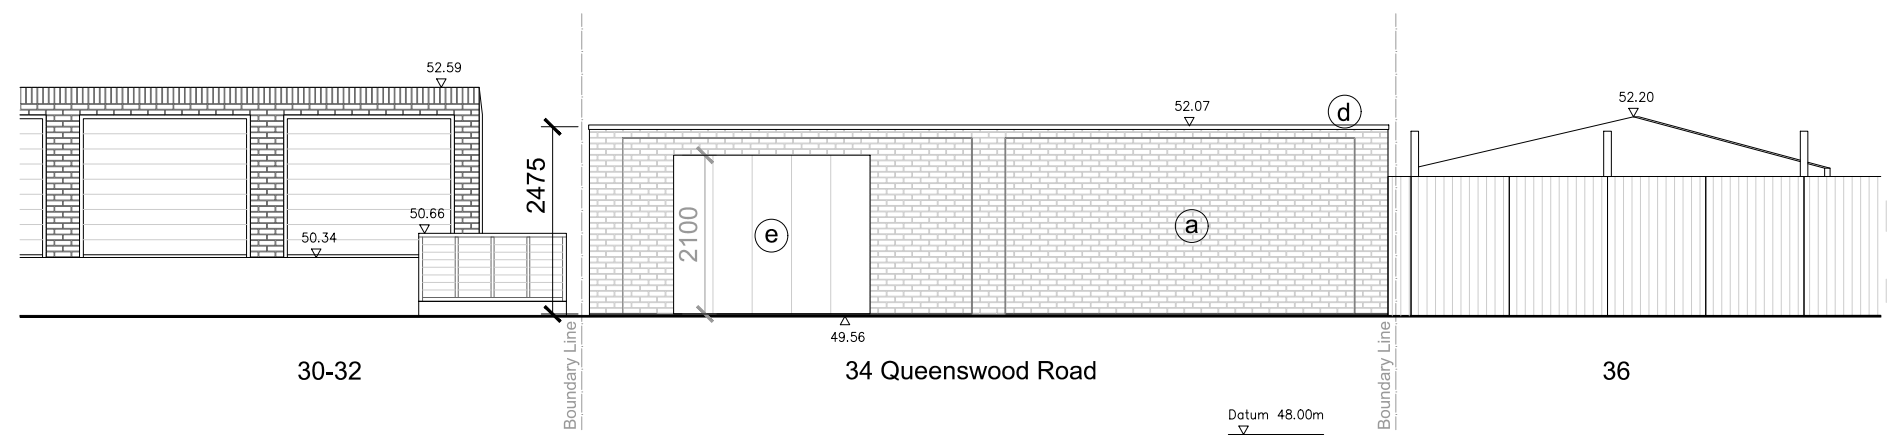 52.59
50.66
50.34
2475
52.07
d
2100
e
a
52.20
49.56
Boundary Line
Boundary Line
30-32
34 Queenswood Road
36
Datum 48.00m